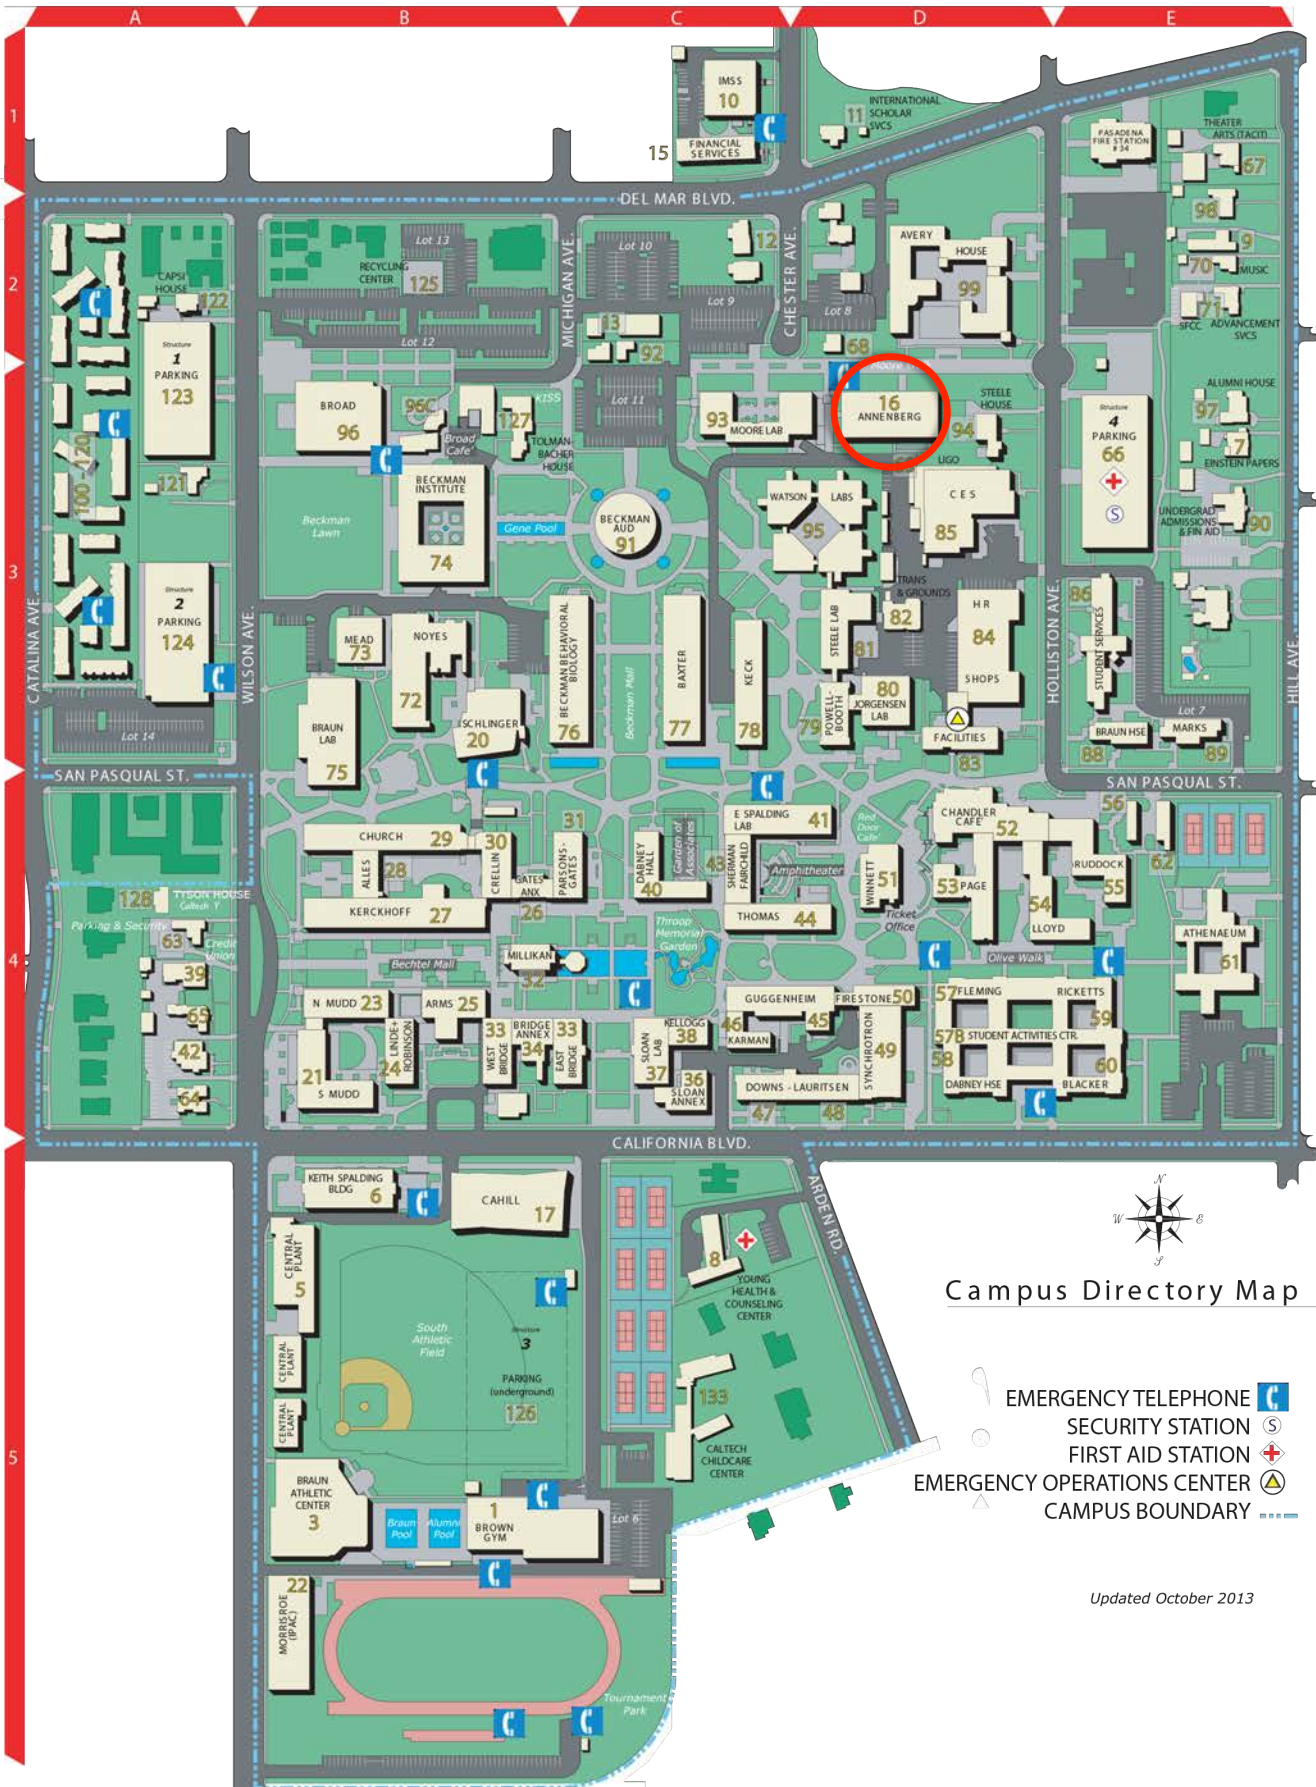 A B C D E
1
2
3
4
5
IMSS
10
15
FINANCIAL
SERVICES
11
INTERNATIONAL
SCHOLAR
SVCS
PASADENA
FIRE STATION
# 34
THEATER
ARTS (TACIT)
67
DEL MAR BLVD.
98
9
70
MUSIC
71
SFCC
ADVANCEMENT
SVCS
CAPSI
HOUSE
122
Lot 13
RECYCLING
CENTER
125
Lot 12
MICHIGAN AVE.
Lot 10
12
Lot 9
13
92
Lot 11
CHESTER AVE.
Lot 8
68
AVERY
HOUSE
99
Structure
1
PARKING
123
100-120
121
BROAD
96
96C
Broad
Cafe'
KISS
127
TOLMAN-
BACHER
HOUSE
93
MOORE LAB
16
ANNENBERG
STEELE
HOUSE
94
LIGO
Structure
4
PARKING
66
S
ALUMNI HOUSE
97
7
EINSTEIN PAPERS
UNDERGRAD
ADMISSIONS
& FIN AID
90
BECKMAN
INSTITUTE
74
Beckman
Lawn
Gene Pool
BECKMAN
AUD
91
WATSON
LABS
95
C E S
85
TRANS
& GROUNDS
82
H R
84
SHOPS
86
STUDENT SERVICES
HOLLISTON AVE.
HILL AVE.
CATALINA AVE.
WILSON AVE.
Structure
2
PARKING
124
Lot 14
MEAD
73
NOYES
72
BRAUN
LAB
75
SCHLINGER
20
BECKMAN BEHAVIORAL
BIOLOGY
76
Beckman Mall
BAXTER
77
KECK
78
STEELE LAB
81
79
POWELL-
BOOTH
80
JORGENSEN
LAB
FACILITIES
83
Lot 7
BRAUN HSE
88
MARKS
89
SAN PASQUAL ST.
SAN PASQUAL ST.
CHURCH
29
ALLES
28
KERCKHOFF
27
30
CRELLIN
GATES
ANX
26
31
PARSONS-
GATES
DABNEY
HALL
40
Garden of
Associates
43
SHERMAN
FAIRCHILD
E SPALDING
LAB
41
Amphitheater
THOMAS
44
Red
Door
Cafe'
WINNETT
51
Ticket
Office
CHANDLER
CAFE'
52
53
PAGE
54
LLOYD
RUDDOCK
55
56
62
ATHENAEUM
61
128
TYSON HOUSE
Caltech Y
Parking & Security
63
Credit
Union
39
65
42
64
Bechtel Mall
MILLIKAN
32
Throop
Memorial
Garden
Olive Walk
N MUDD
23
21
S MUDD
24
LINDE+
ROBINSON
ARMS
25
33
WEST
BRIDGE
BRIDGE
ANNEX
34
33
EAST
BRIDGE
KELLOGG
38
SLOAN
LAB
37
36
SLOAN
ANNEX
GUGGENHEIM
46
KARMAN
45
FIRESTONE
50
SYNCHROTRON
49
DOWNS - LAURITSEN
47
48
57
FLEMING
RICKETTS
59
57B
STUDENT ACTIVITIES CTR.
58
DABNEY HSE
BLACKER
60
CALIFORNIA BLVD.
KEITH SPALDING
BLDG
6
CAHILL
17
CENTRAL
PLANT
5
CENTRAL
PLANT
CENTRAL
PLANT
South
Athletic
Field
Structure
3
PARKING
(underground)
126
8
YOUNG
HEALTH &
COUNSELING
CENTER
133
CALTECH
CHILDCARE
CENTER
ARDEN RD.
BRAUN
ATHLETIC
CENTER
3
Braun
Pool
Alumni
Pool
1
BROWN
GYM
Lot 6
22
MORRISROE
(IPAC)
Tournament
Park
N
W E
S
Campus Directory Map
EMERGENCY TELEPHONE
SECURITY STATION S
FIRST AID STATION
EMERGENCY OPERATIONS CENTER
CAMPUS BOUNDARY
Updated October 2013